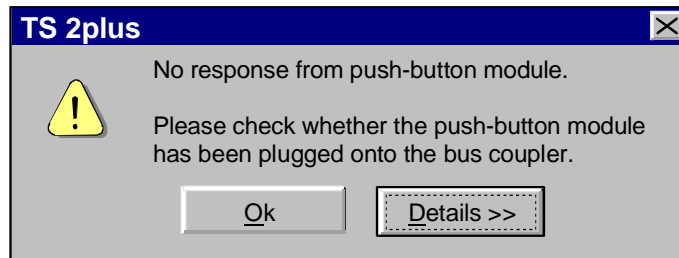 TS 2plus
No response from push-button module.
Please check whether the push-button module
has been plugged onto the bus coupler.
Ok
Details >>